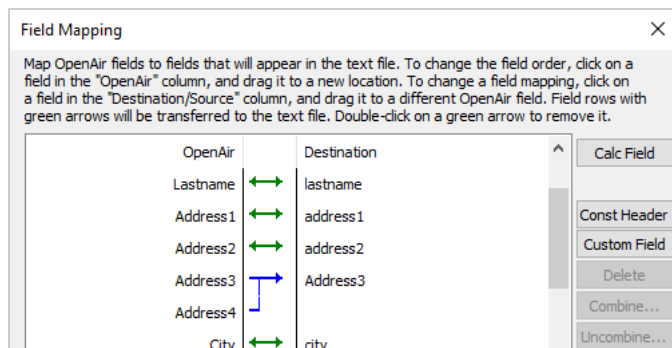 Field Mapping
Map OpenAir fields to fields that will appear in the text file. To change the field order, click on a
field in the "OpenAir" column, and drag it to a new location. To change a field mapping, click on
a field in the "Destination/Source" column, and drag it to a different OpenAir field. Field rows with
green arrows will be transferred to the text file. Double-click on a green arrow to remove it.
OpenAir Destination
Calc Field
Lastname lastname
Address1 address1
Const Header
Address2 address2
Custom Field
Address3 Address3
Delete
Address4
Combine...
City city
Uncombine...